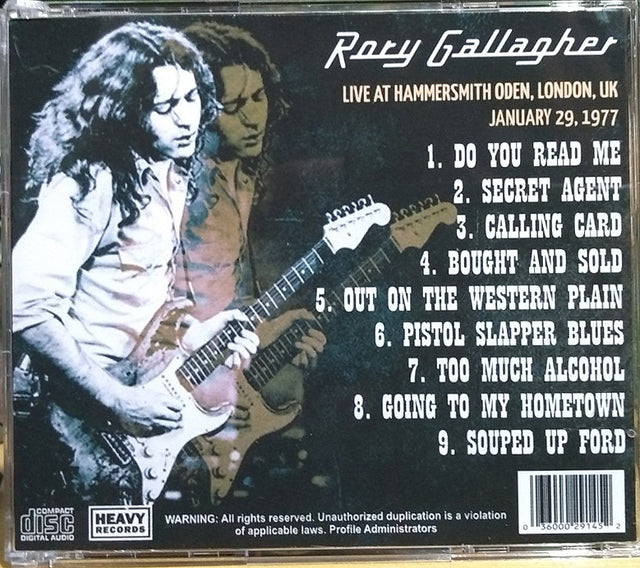 Rory Gallagher
LIVE AT HAMMERSMITH ODEN, LONDON, UK
JANUARY 29, 1977
1. DO YOU READ ME
2. SECRET AGENT
3. CALLING CARD
4. BOUGHT AND SOLD
5. OUT ON THE WESTERN PLAIN
6. PISTOL SLAPPER BLUES
7. TOO MUCH ALCOHOL
8. GOING TO MY HOMETOWN
9. SOUPED UP FORD
COMPACT
disc
DIGITAL AUDIO
HEAVY
RECORDS
WARNING: All rights reserved. Unauthorized duplication is a violation
of applicable laws. Profile Administrators
0 36000 29145 2